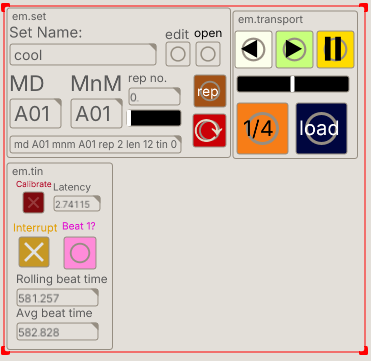 em.set
Set Name:
edit
open
cool
MD
MnM
rep no.
0.
A01
A01
rep
md A01 mnm A01 rep 2 len 12 tin 0
em.transport
1/4
load
em.tin
Calibrate
Latency
2.74115
Interrupt
Beat 1?
Rolling beat time
581.257
Avg beat time
582.828